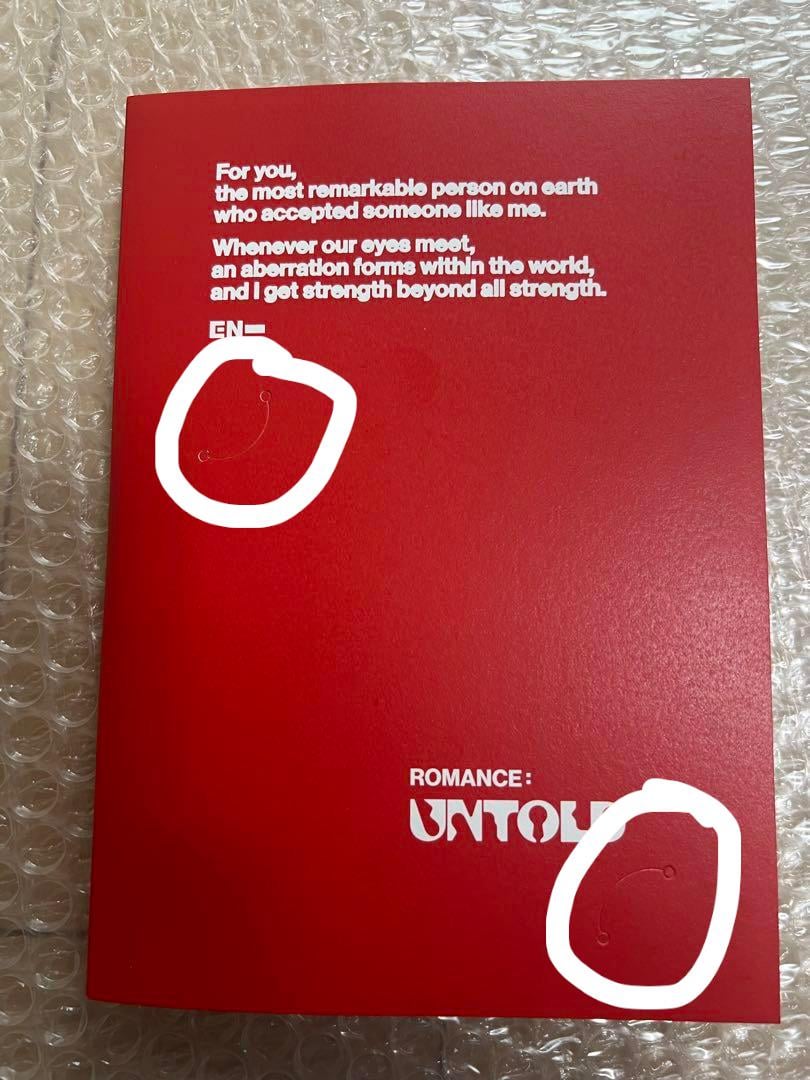 For you,
the most remarkable person on earth
who accepted someone like me.
Whenever our eyes meet,
an aberration forms within the world,
and I get strength beyond all strength.
EN–
ROMANCE :
UNTOLD